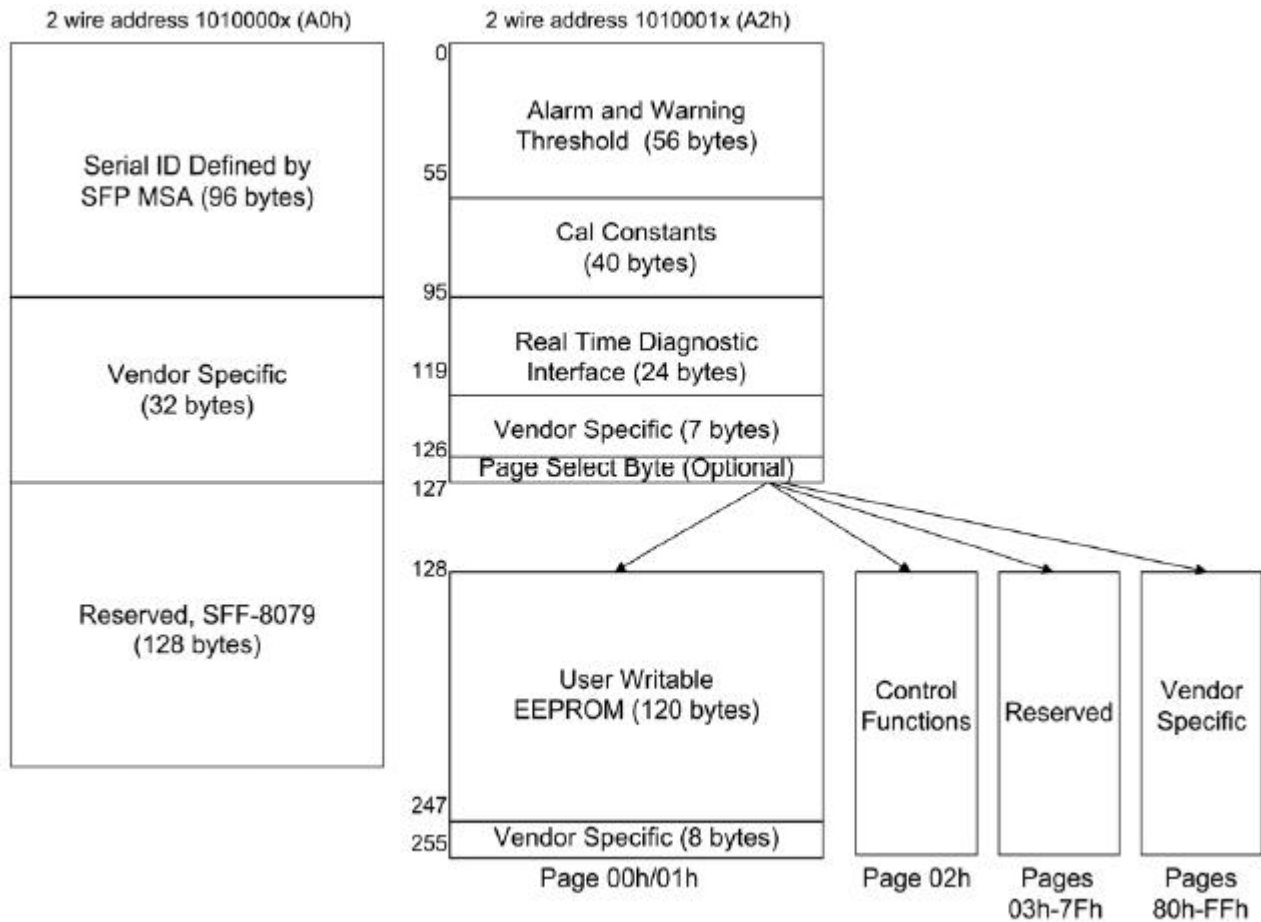 2 wire address 1010000x (A0h)
Serial ID Defined by
SFP MSA (96 bytes)
Vendor Specific
(32 bytes)
Reserved, SFF-8079
(128 bytes)
2 wire address 1010001x (A2h)
0
Alarm and Warning
Threshold (56 bytes)
55
Cal Constants
(40 bytes)
95
Real Time Diagnostic
Interface (24 bytes)
119
Vendor Specific (7 bytes)
126
Page Select Byte (Optional)
127
128
User Writable
EEPROM (120 bytes)
247
Vendor Specific (8 bytes)
255
Page 00h/01h
Control
Functions
Page 02h
Reserved
Pages
03h-7Fh
Vendor
Specific
Pages
80h-FFh